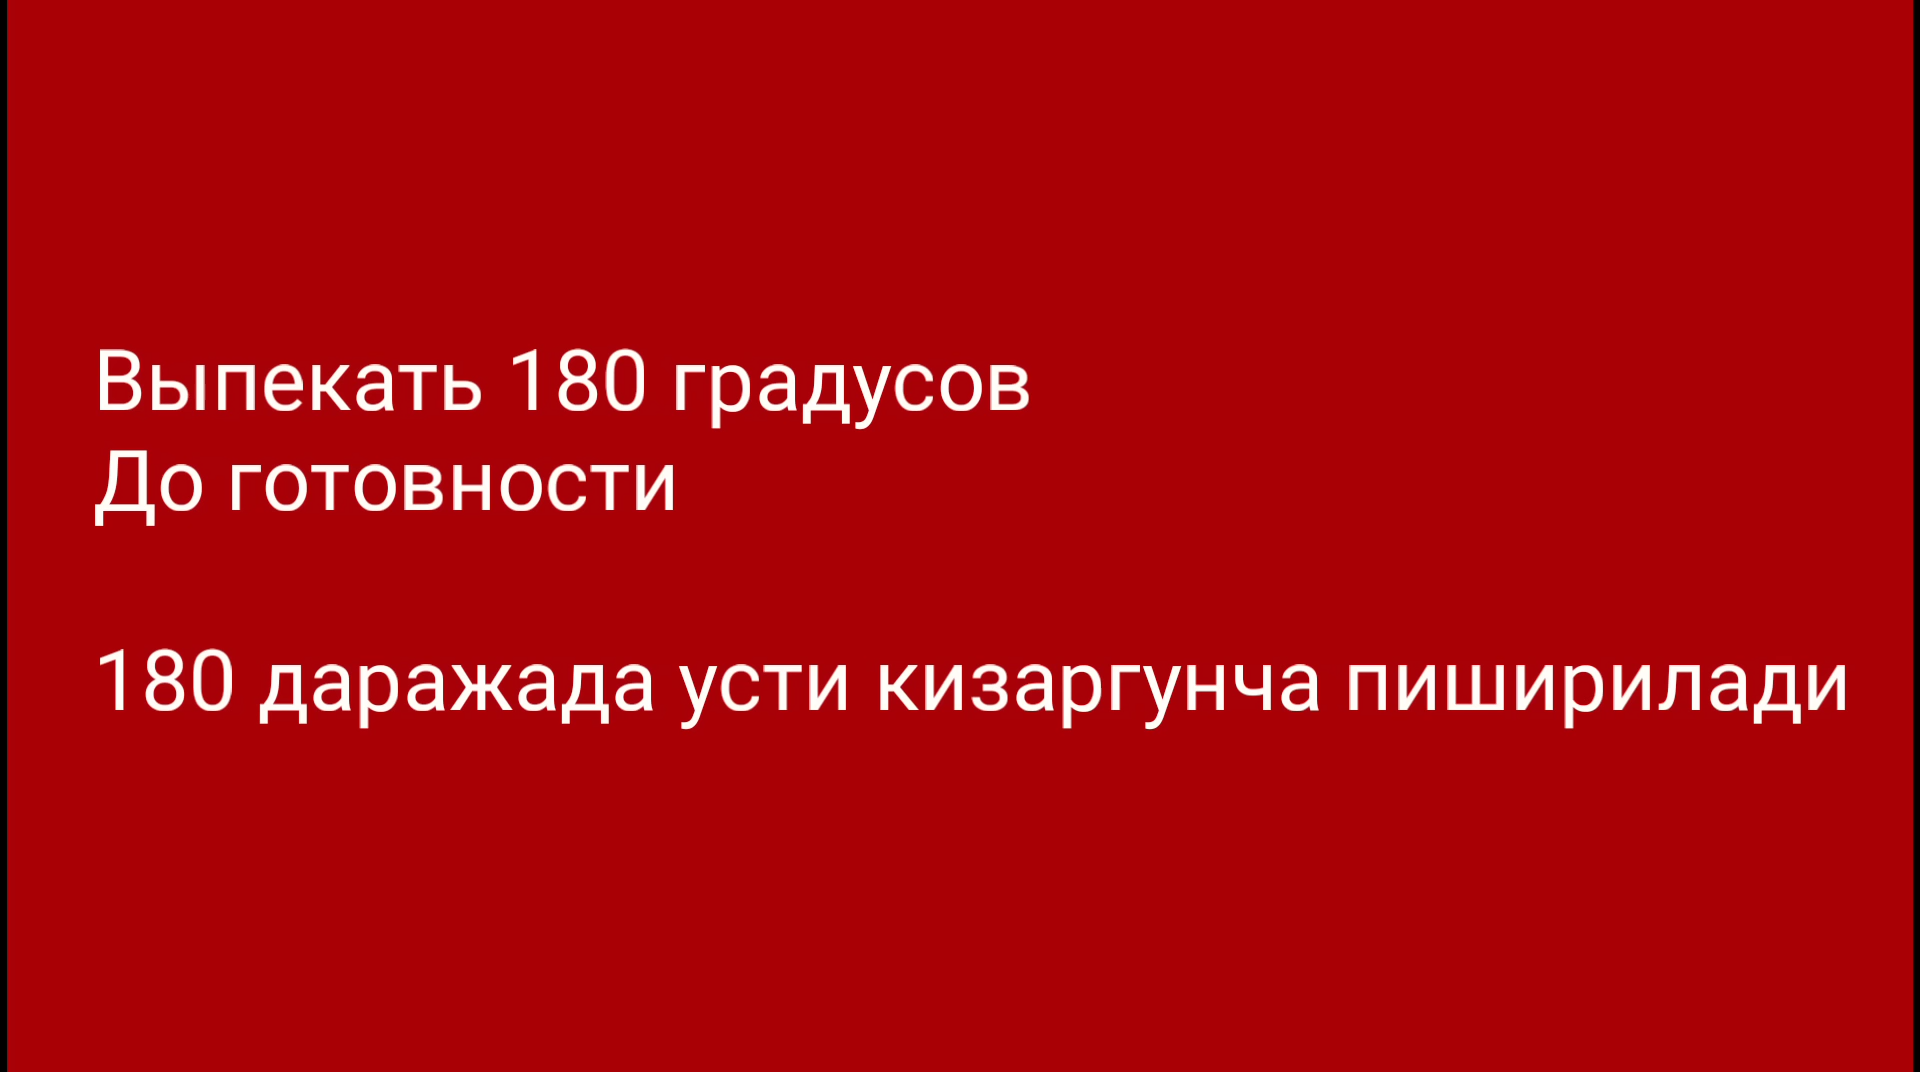 Выпекать 180 градусов
До готовности
180 даражада усти кизаргунча пиширилади